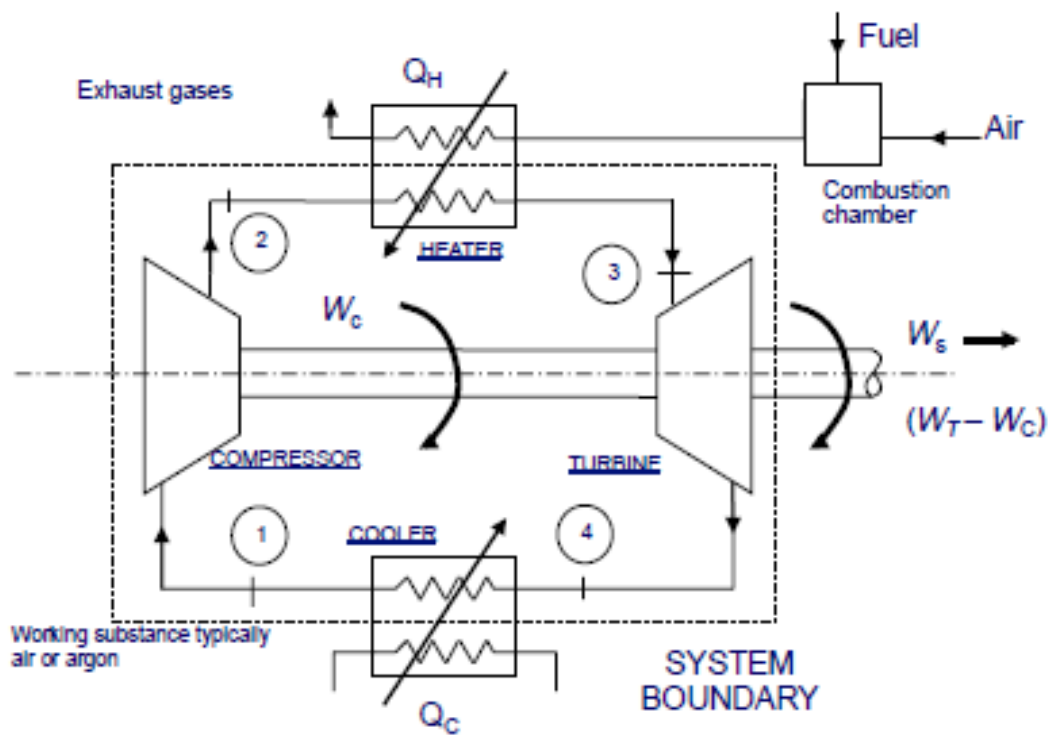 Fuel
Q_H
Exhaust gases
Air
Combustion
chamber
2
HEATER
3
W_c
W_s
(W_T – W_C)
COMPRESSOR
TURBINE
1
COOLER
4
Working substance typically
air or argon
SYSTEM
BOUNDARY
Q_C